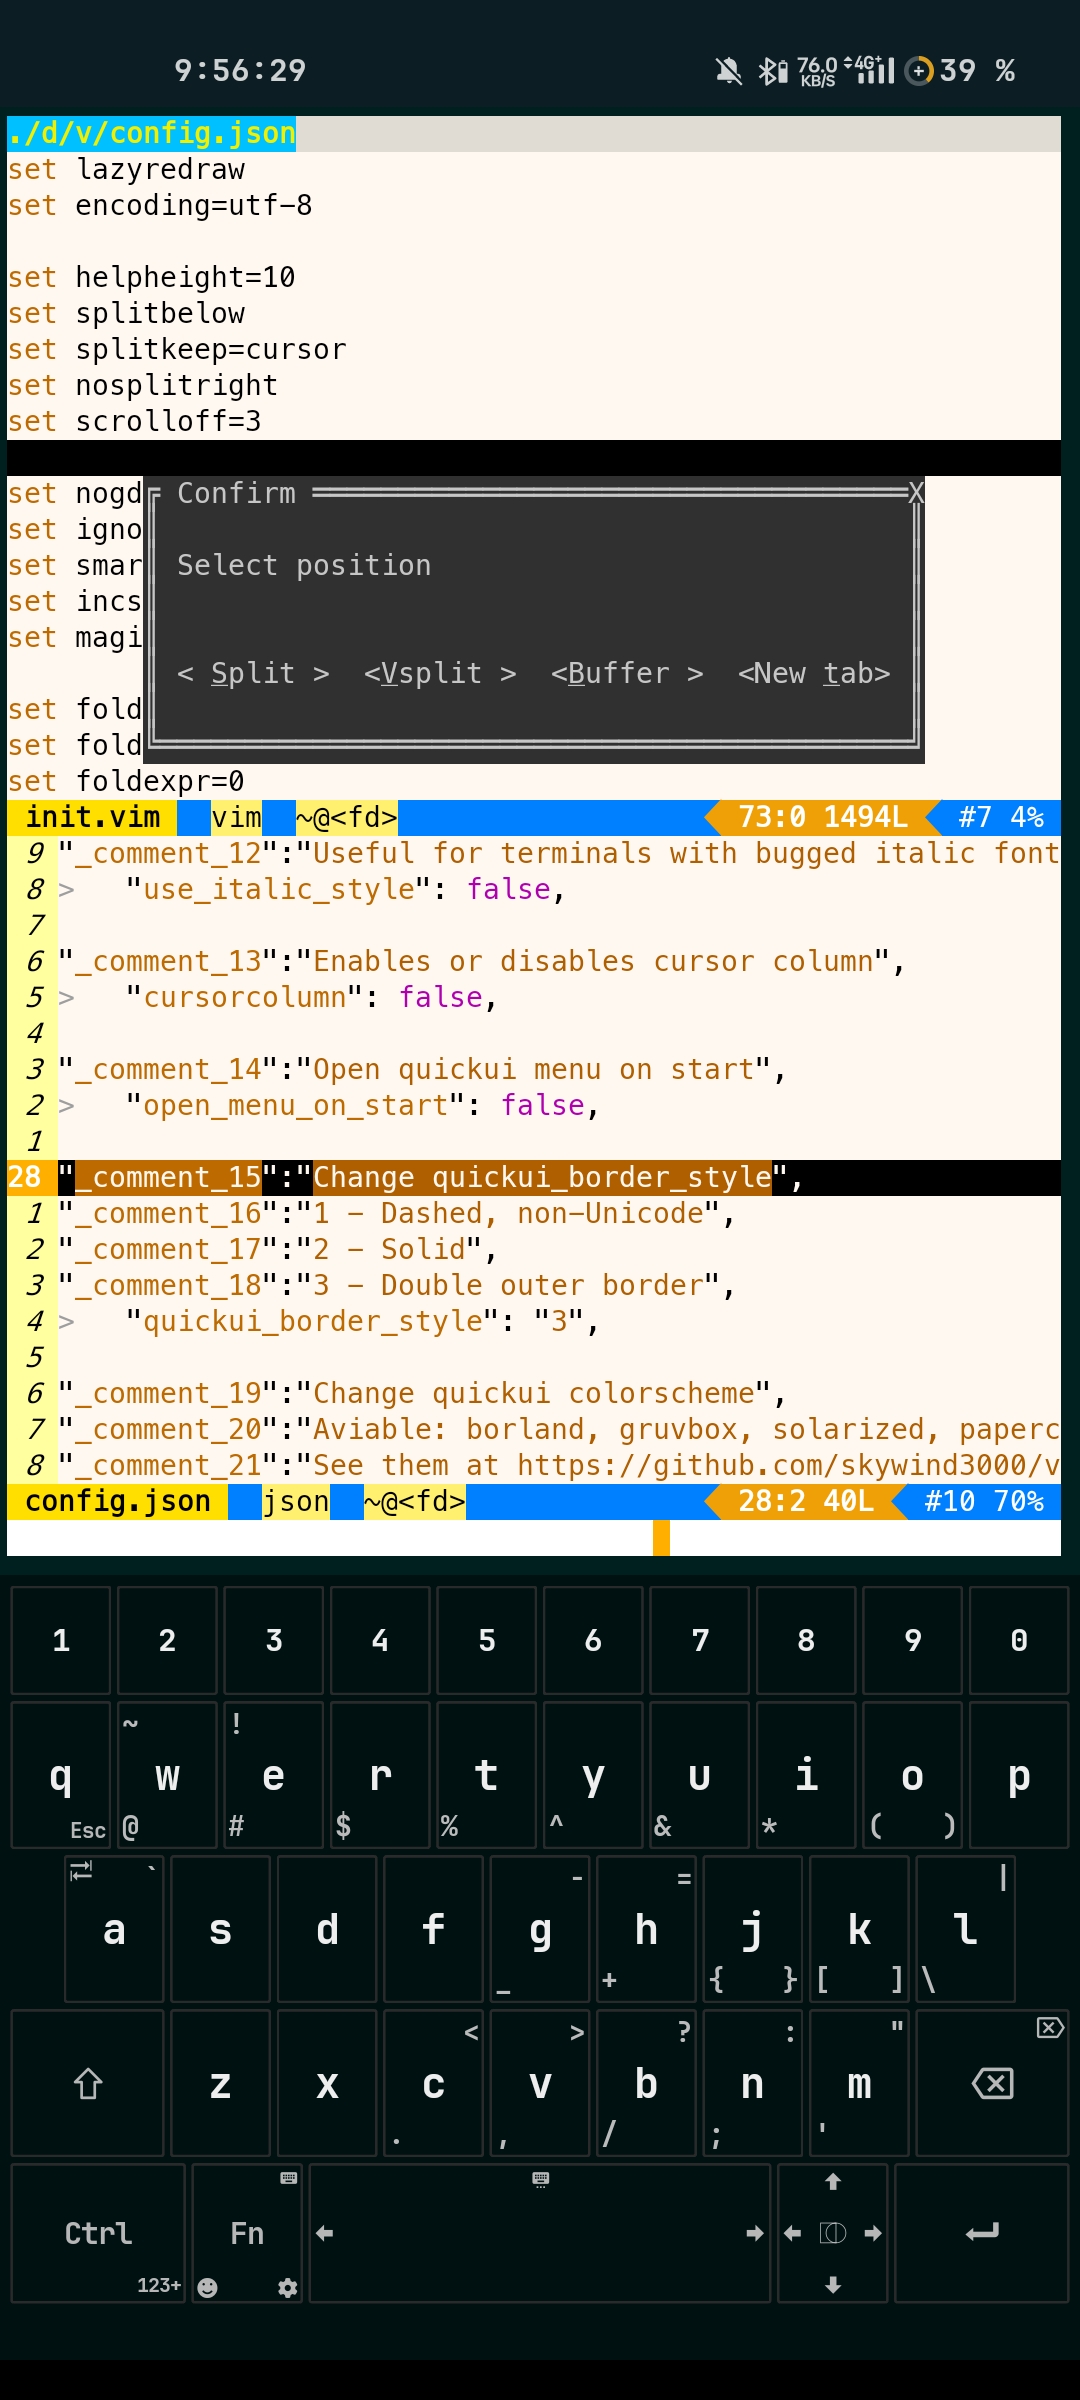 9:56:29 76.0 KB/S 4G+ 39 %
./d/v/config.json
set lazyredraw
set encoding=utf-8
set helpheight=10
set splitbelow
set splitkeep=cursor
set nosplitright
set scrolloff=3
set nogd
set igno
set smar
set incs
set magi
set fold
set fold
set foldexpr=0
Confirm X
Select position
< Split > <Vsplit > <Buffer > <New tab>
init.vim vim ~@<fd> 73:0 1494L #7 4%
9 "_comment_12":"Useful for terminals with bugged italic font
8 > "use_italic_style": false,
7
6 "_comment_13":"Enables or disables cursor column",
5 > "cursorcolumn": false,
4
3 "_comment_14":"Open quickui menu on start",
2 > "open_menu_on_start": false,
1
28 "_comment_15":"Change quickui_border_style",
1 "_comment_16":"1 - Dashed, non-Unicode",
2 "_comment_17":"2 - Solid",
3 "_comment_18":"3 - Double outer border",
4 > "quickui_border_style": "3",
5
6 "_comment_19":"Change quickui colorscheme",
7 "_comment_20":"Aviable: borland, gruvbox, solarized, paperc
8 "_comment_21":"See them at https://github.com/skywind3000/v
config.json json ~@<fd> 28:2 40L #10 70%
1 2 3 4 5 6 7 8 9 0
~ !
q w e r t y u i o p
Esc @ # $ % ^ & * ( )
` - = |
a s d f g h j k l
_ + { } [ ] \
< > ? : "
z x c v b n m
. , / ; '
Ctrl Fn
123+